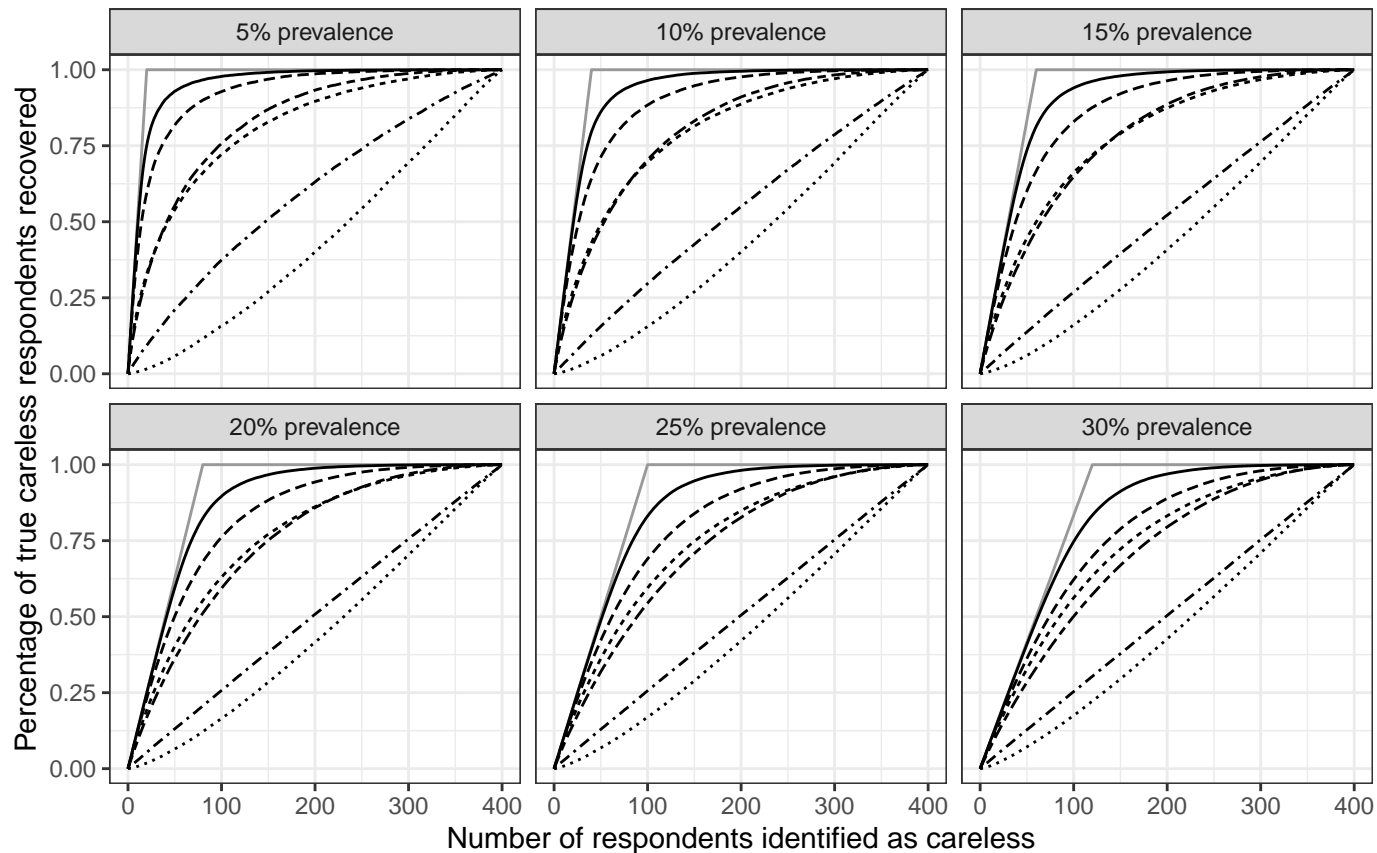 5% prevalence 10% prevalence 15% prevalence
1.00
0.75
0.50
0.25
0.00
20% prevalence 25% prevalence 30% prevalence
1.00
0.75
0.50
0.25
0.00
0 100 200 300 400 0 100 200 300 400 0 100 200 300 400
Number of respondents identified as careless
Percentage of true careless respondents recovered